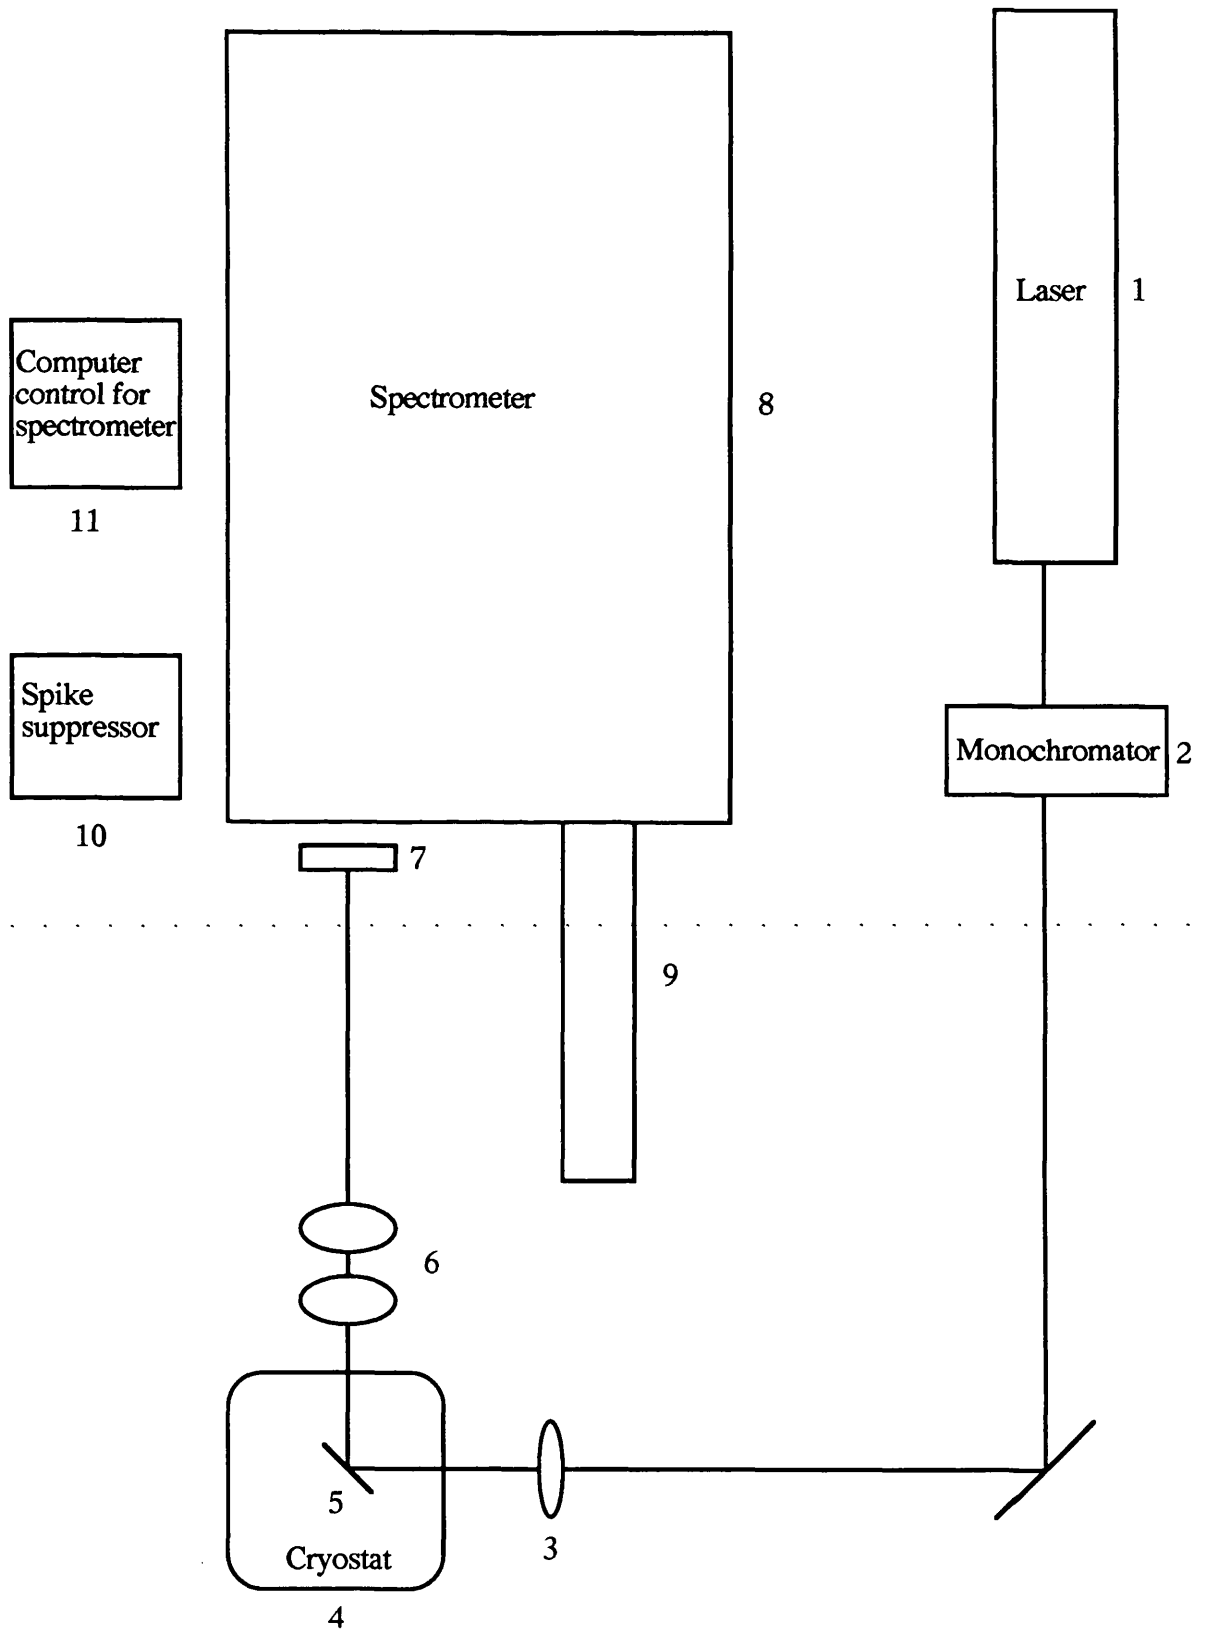 Laser
1
Computer
control for
spectrometer
Spectrometer
8
11
Spike
suppressor
Monochromator
2
10
7
9
6
5
3
Cryostat
4